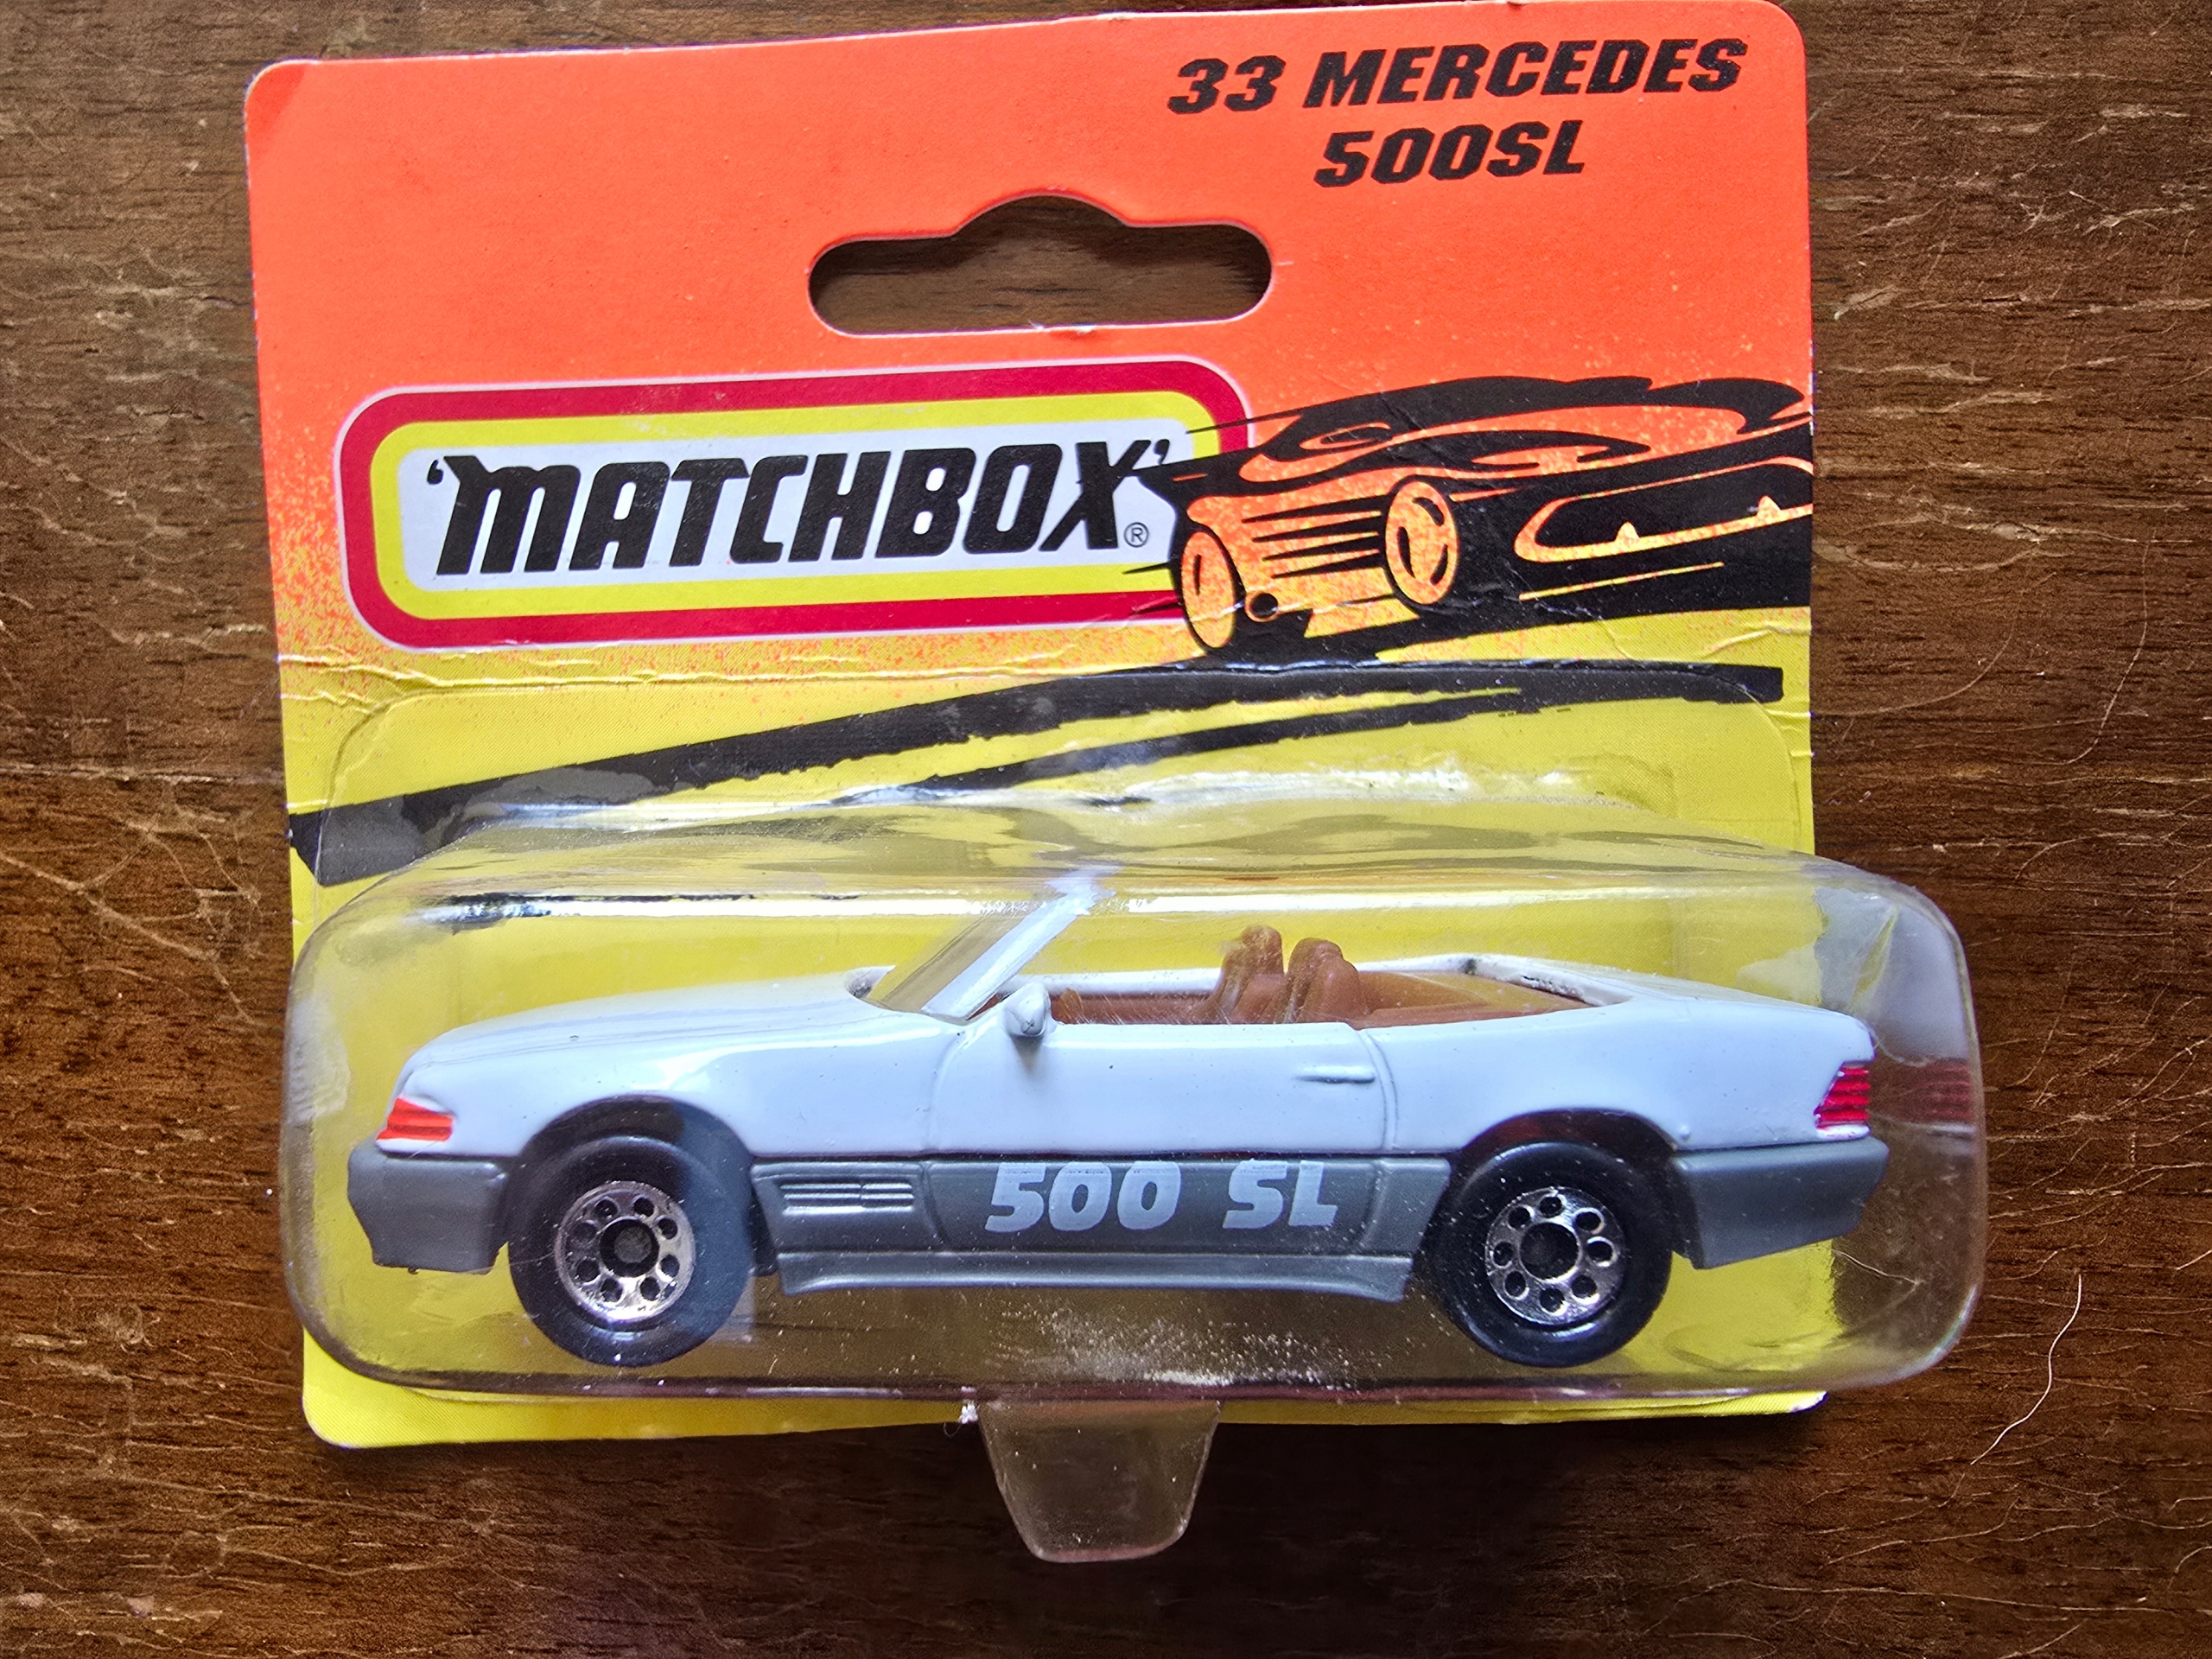 33 MERCEDES
500SL
'MATCHBOX'®
500 SL